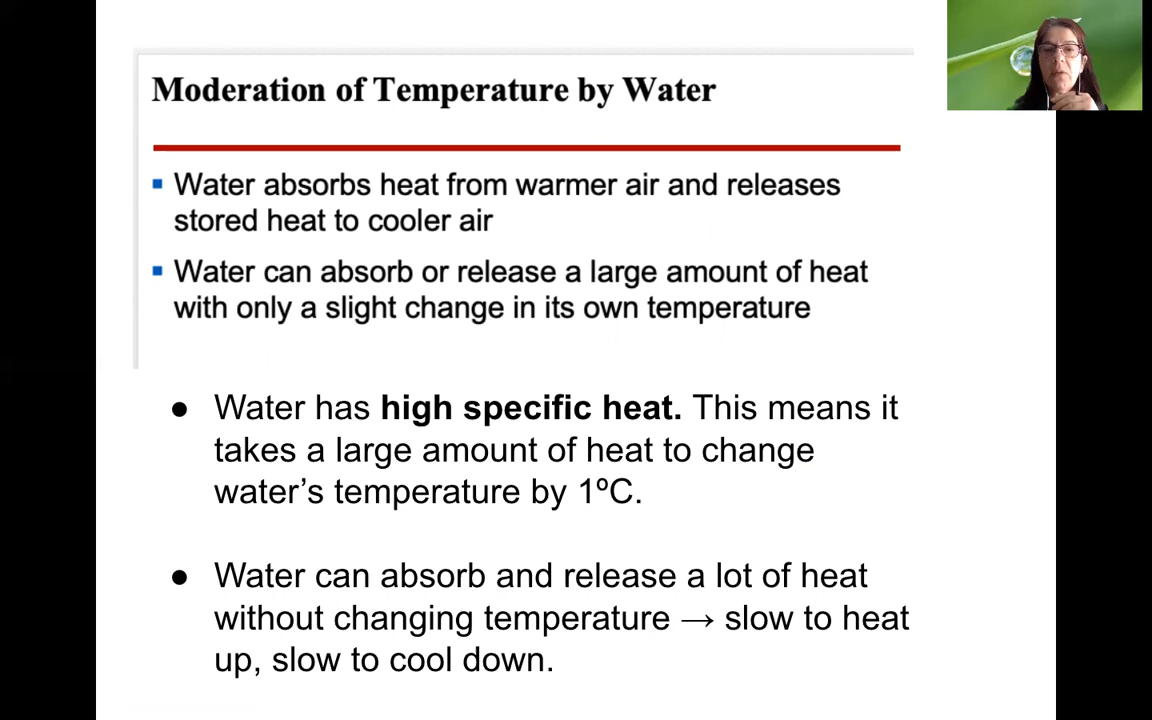 Moderation of Temperature by Water
▪ Water absorbs heat from warmer air and releases
stored heat to cooler air
▪ Water can absorb or release a large amount of heat
with only a slight change in its own temperature
● Water has high specific heat. This means it
takes a large amount of heat to change
water’s temperature by 1ºC.
● Water can absorb and release a lot of heat
without changing temperature → slow to heat
up, slow to cool down.